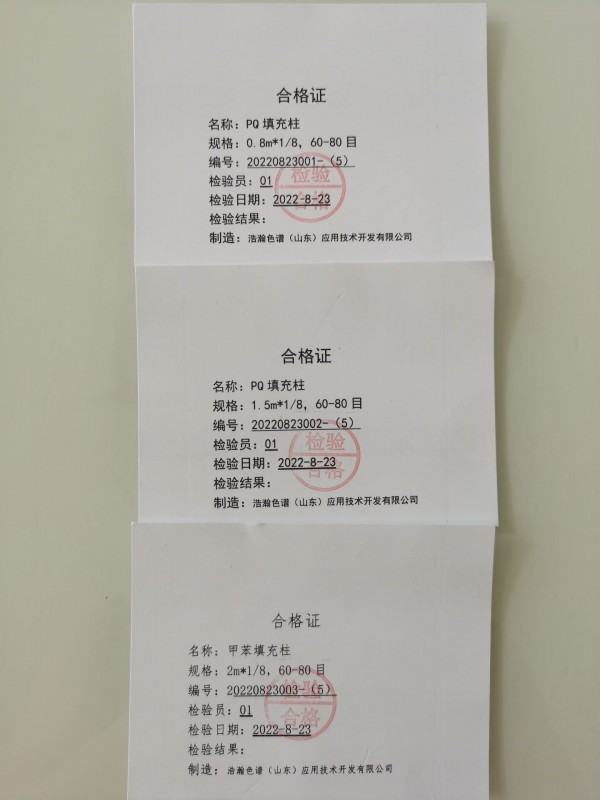 合格证
名称：PQ 填充柱
规格：0.8m*1/8，60-80 目
编号：20220823001-（5）
检验员：01
检验日期：2022-8-23
检验结果：
检验
合格
制造：浩瀚色谱（山东）应用技术开发有限公司
合格证
名称：PQ 填充柱
规格：1.5m*1/8，60-80 目
编号：20220823002-（5）
检验员：01
检验日期：2022-8-23
检验结果：
检验
合格
制造：浩瀚色谱（山东）应用技术开发有限公司
合格证
名称：甲苯填充柱
规格：2m*1/8，60-80 目
编号：20220823003-（5）
检验员：01
检验日期：2022-8-23
检验结果：
检验
合格
制造：浩瀚色谱（山东）应用技术开发有限公司